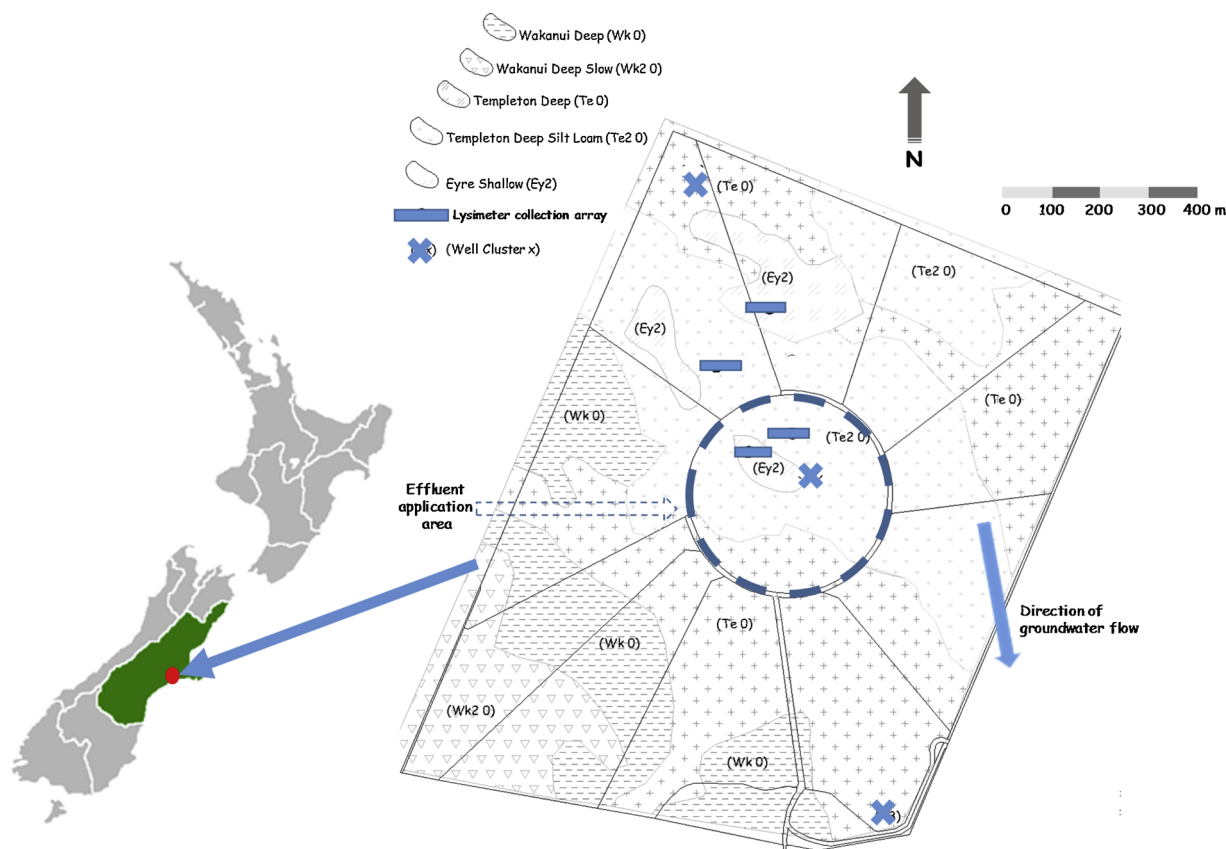 Wakanui Deep (Wk 0)
Wakanui Deep Slow (Wk2 0)
Templeton Deep (Te 0)
Templeton Deep Silt Loam (Te2 0)
Eyre Shallow (Ey2)
Lysimeter collection array
(Well Cluster x)
N
0 100 200 300 400 m
(Te 0)
(Te2 0)
(Ey2)
(Ey2)
(Te 0)
(Wk 0)
(Te2 0)
(Ey2)
Effluent
application
area
Direction of
groundwater flow
(Te 0)
(Wk 0)
(Wk2 0)
(Wk 0)